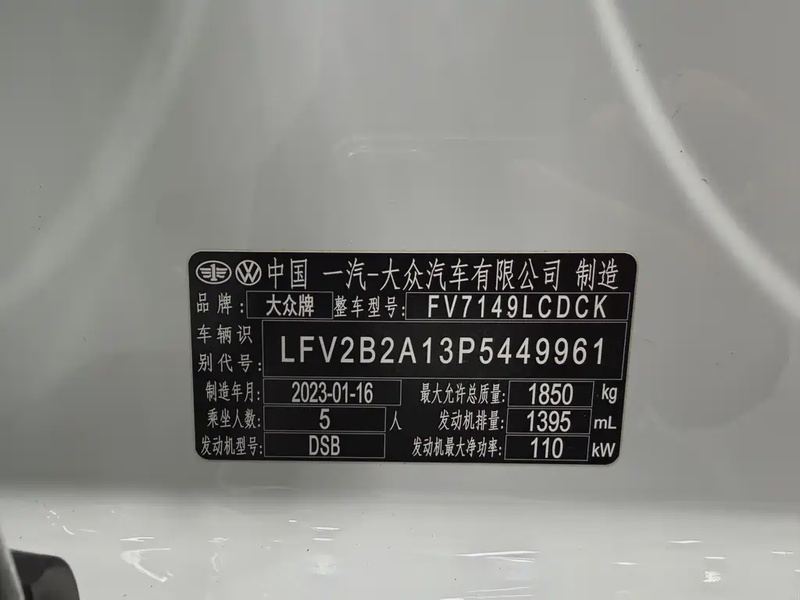 中国 一汽-大众汽车有限公司 制造
品牌: 大众牌 整车型号: FV7149LCDCK
车辆识别代号: LFV2B2A13P5449961
制造年月: 2023-01-16 最大允许总质量: 1850 kg
乘坐人数: 5 人 发动机排量: 1395 mL
发动机型号: DSB 发动机最大净功率: 110 kW